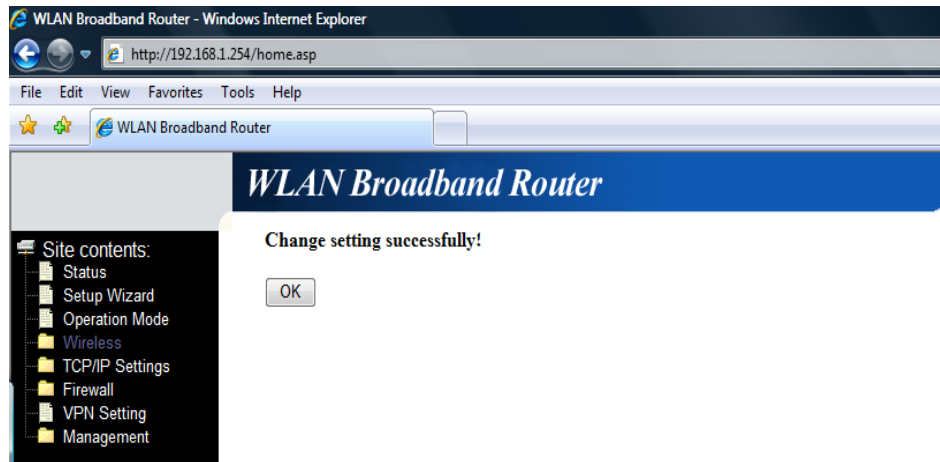 WLAN Broadband Router - Windows Internet Explorer
http://192.168.1.254/home.asp
File Edit View Favorites Tools Help
WLAN Broadband Router
WLAN Broadband Router
Change setting successfully!
OK
Site contents:
Status
Setup Wizard
Operation Mode
Wireless
TCP/IP Settings
Firewall
VPN Setting
Management